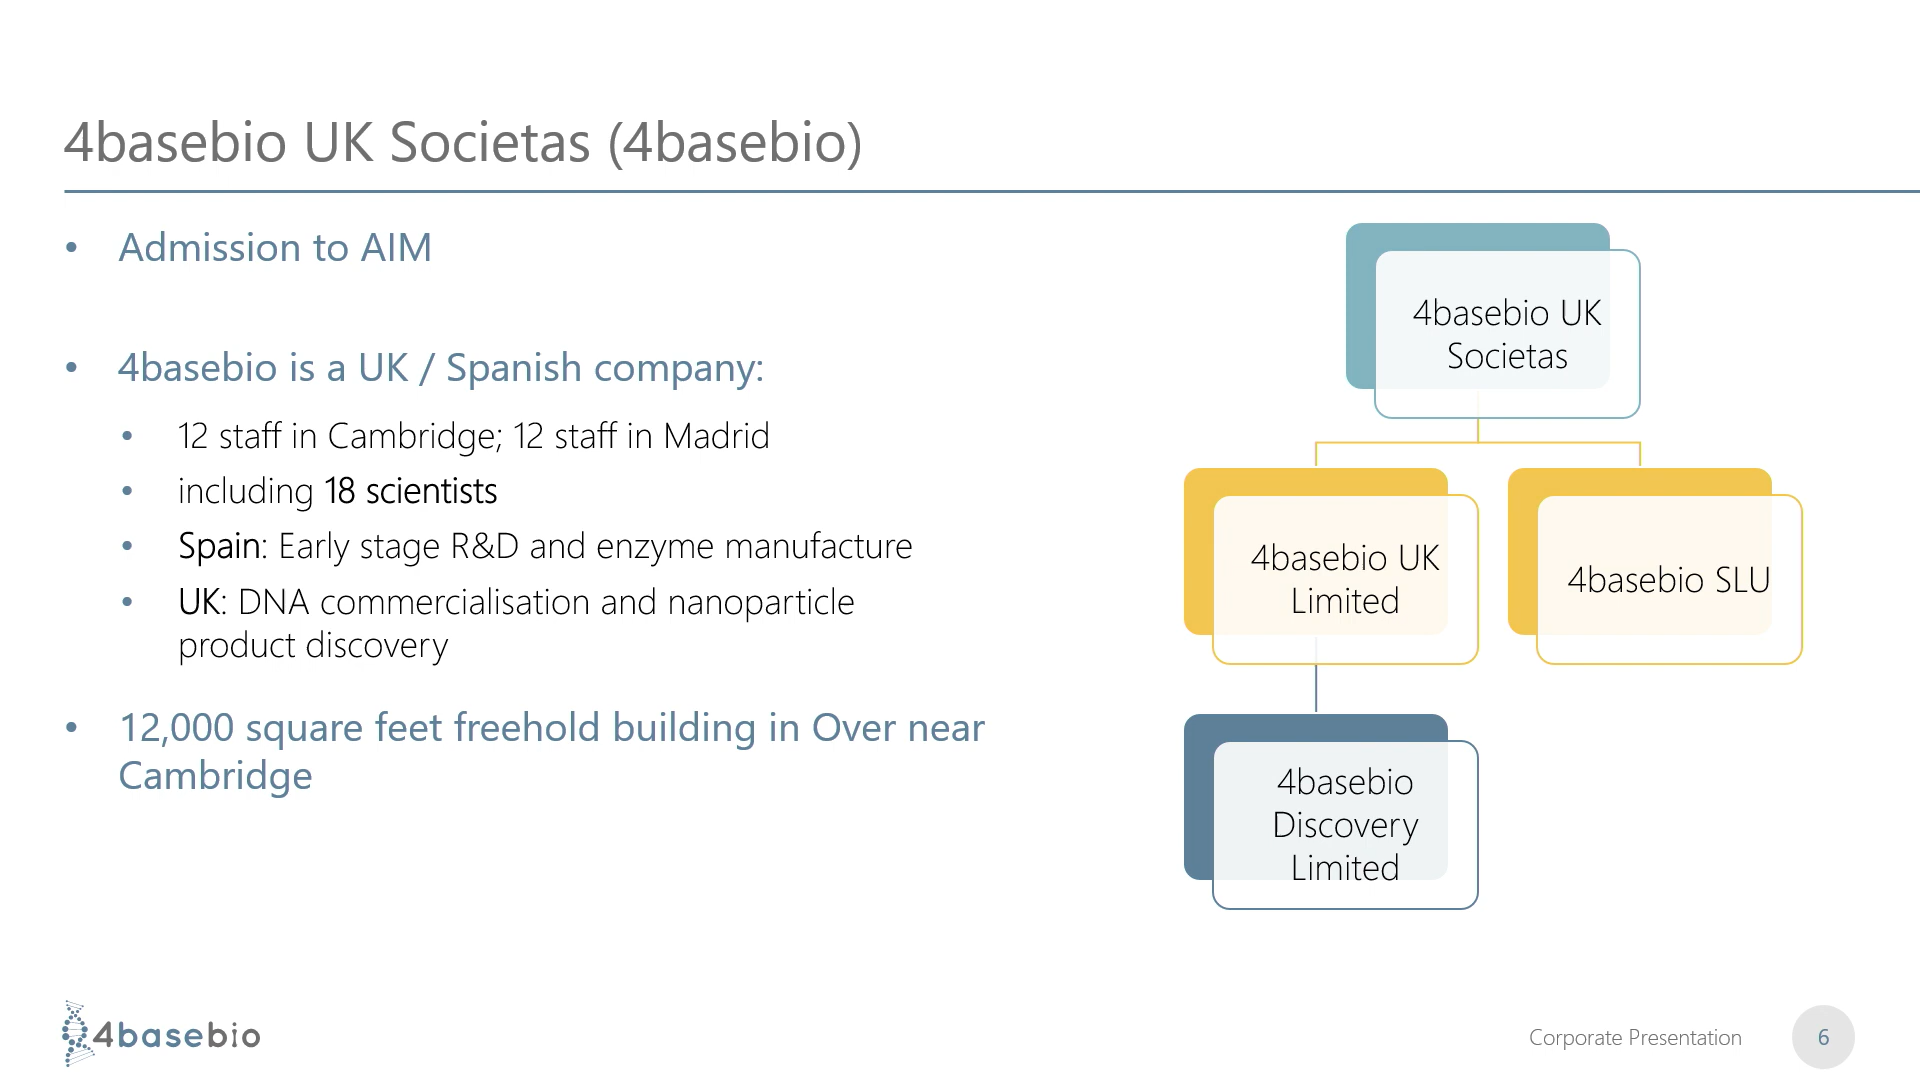 4basebio UK Societas (4basebio)
• Admission to AIM
• 4basebio is a UK / Spanish company:
• 12 staff in Cambridge; 12 staff in Madrid
• including 18 scientists
• Spain: Early stage R&D and enzyme manufacture
• UK: DNA commercialisation and nanoparticle
product discovery
• 12,000 square feet freehold building in Over near
Cambridge
4basebio UK
Societas
4basebio UK
Limited
4basebio SLU
4basebio
Discovery
Limited
4basebio
Corporate Presentation
6